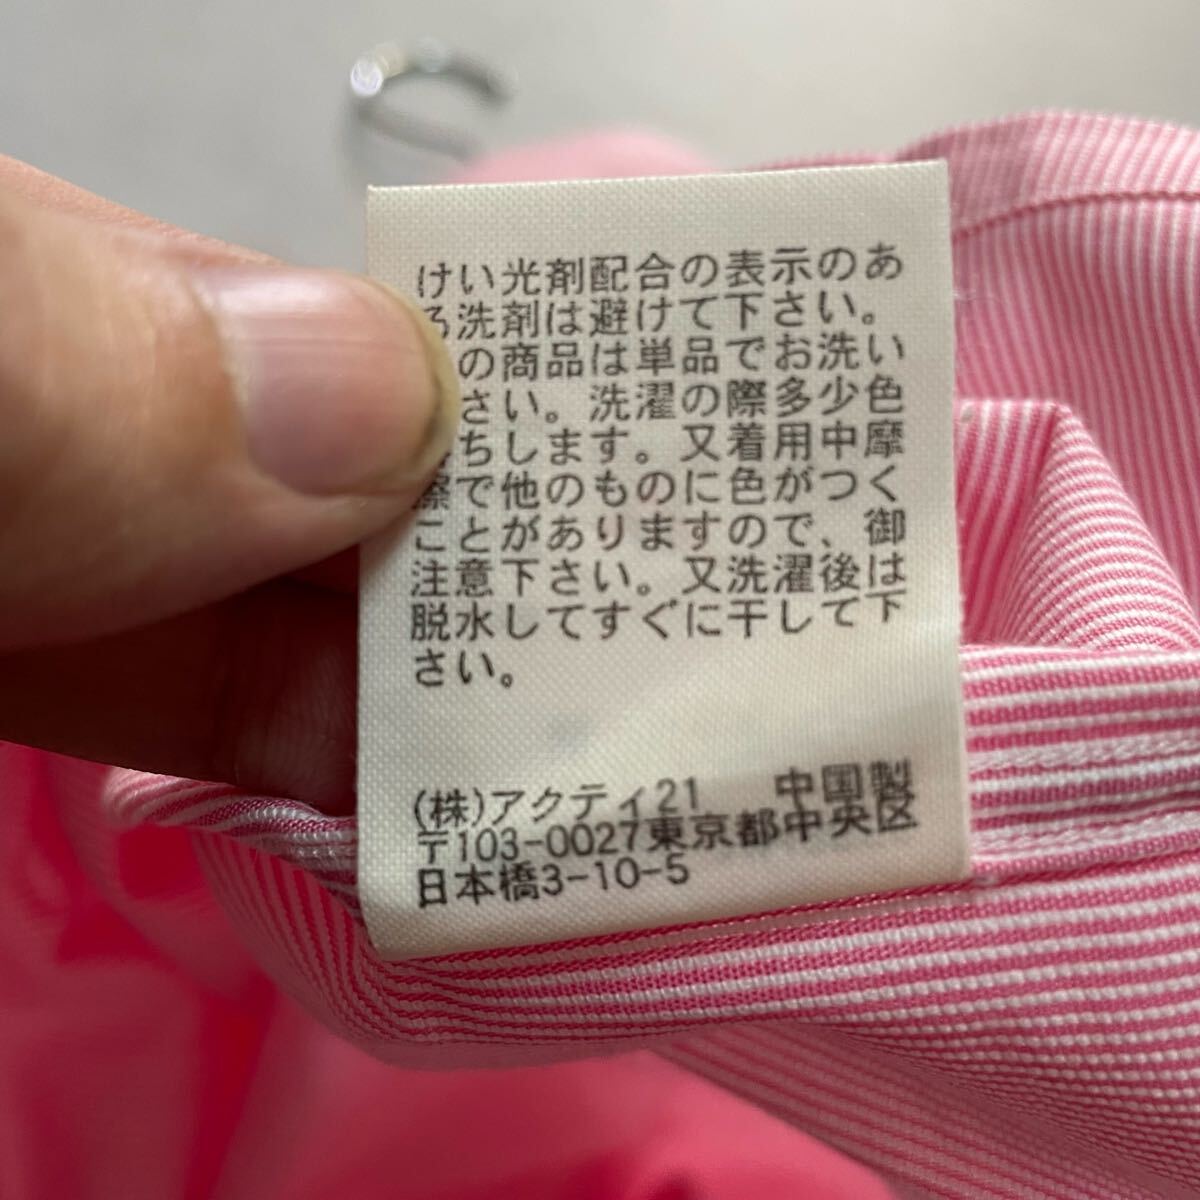 けい光剤配合の表示のあ
る洗剤は避けて下さい。
の商品は単品でお洗い
さい。洗濯の際多少色
ちします。又着用中摩
擦で他のものに色がつく
ことがありますので、御
注意下さい。又洗濯後は
脱水してすぐに干して下
さい。
(株)アクティ21 中国製
〒103-0027東京都中央区
日本橋3-10-5